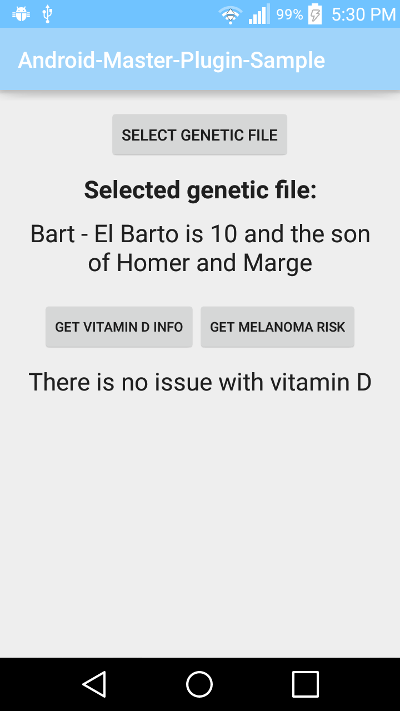 99% 5:30 PM
Android-Master-Plugin-Sample
SELECT GENETIC FILE
Selected genetic file:
Bart - El Barto is 10 and the son
of Homer and Marge
GET VITAMIN D INFO GET MELANOMA RISK
There is no issue with vitamin D